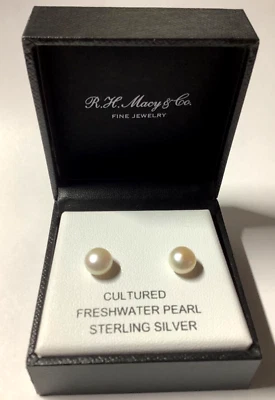 R.H. Macy & Co.
FINE JEWELRY
CULTURED
FRESHWATER PEARL
STERLING SILVER